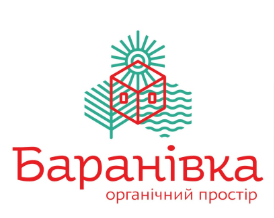 Баранівка
органічний простір